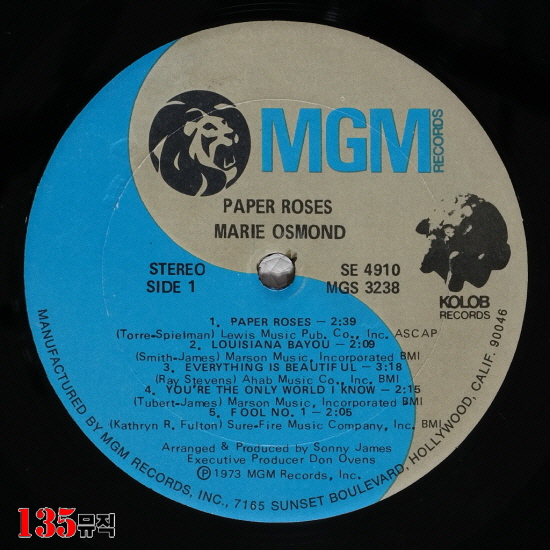 MGM
RECORDS
PAPER ROSES
MARIE OSMOND
STEREO
SIDE 1
SE 4910
MGS 3238
KOLOB
RECORDS
1. PAPER ROSES — 2:39
(Torre-Spielman) Lewis Music Pub. Co., Inc. ASCAP
2. LOUISIANA BAYOU — 2:09
(Smith-James) Marson Music, Incorporated BMI
3. EVERYTHING IS BEAUTIFUL — 3:18
(Ray Stevens) Ahab Music Co., Inc. BMI
4. YOU'RE THE ONLY WORLD I KNOW — 2:15
(Tubert-James) Marson Music, Incorporated BMI
5. FOOL NO. 1 — 2:05
(Kathryn R. Fulton) Sure-Fire Music Company, Inc. BMI
Arranged & Produced by Sonny James
Executive Producer Don Ovens
Ⓟ 1973 MGM Records, Inc.
MANUFACTURED BY MGM RECORDS, INC., 7165 SUNSET BOULEVARD, HOLLYWOOD, CALIF. 90046
135뮤직